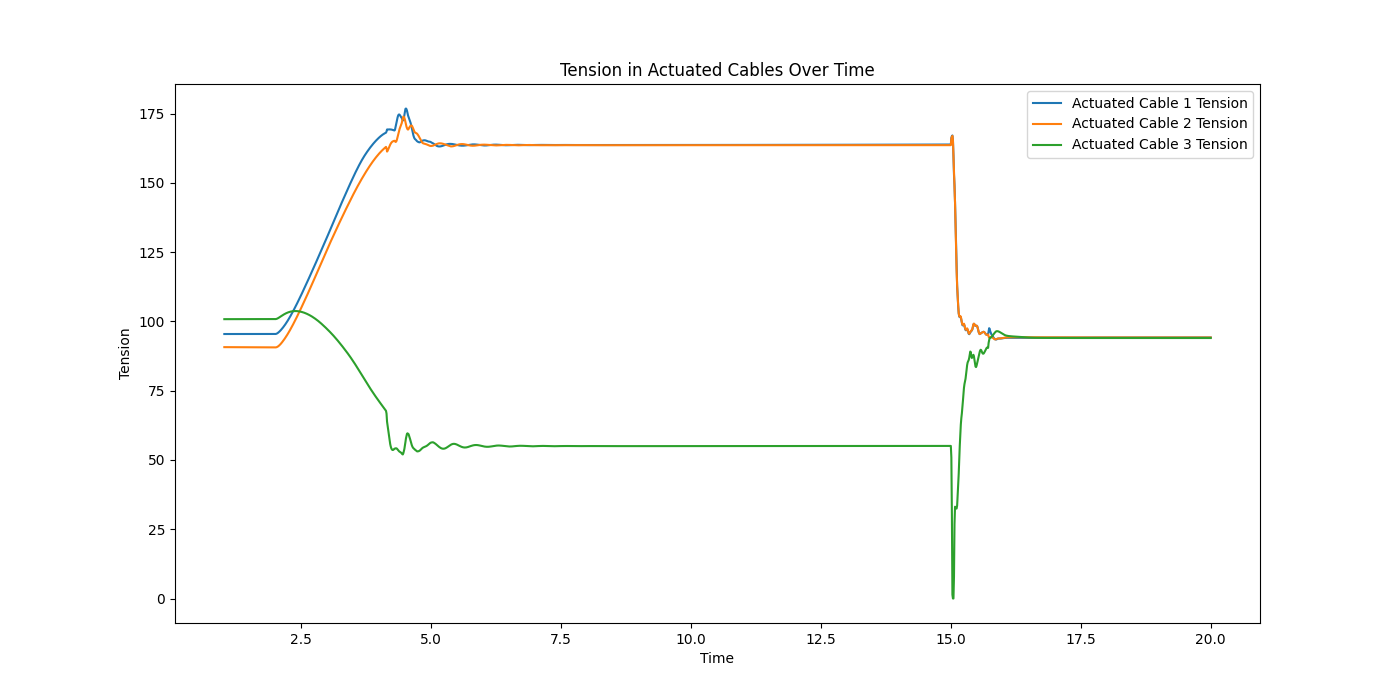 Tension in Actuated Cables Over Time
Actuated Cable 1 Tension
Actuated Cable 2 Tension
Actuated Cable 3 Tension
175
150
125
100
75
50
25
0
Tension
2.5 5.0 7.5 10.0 12.5 15.0 17.5 20.0
Time